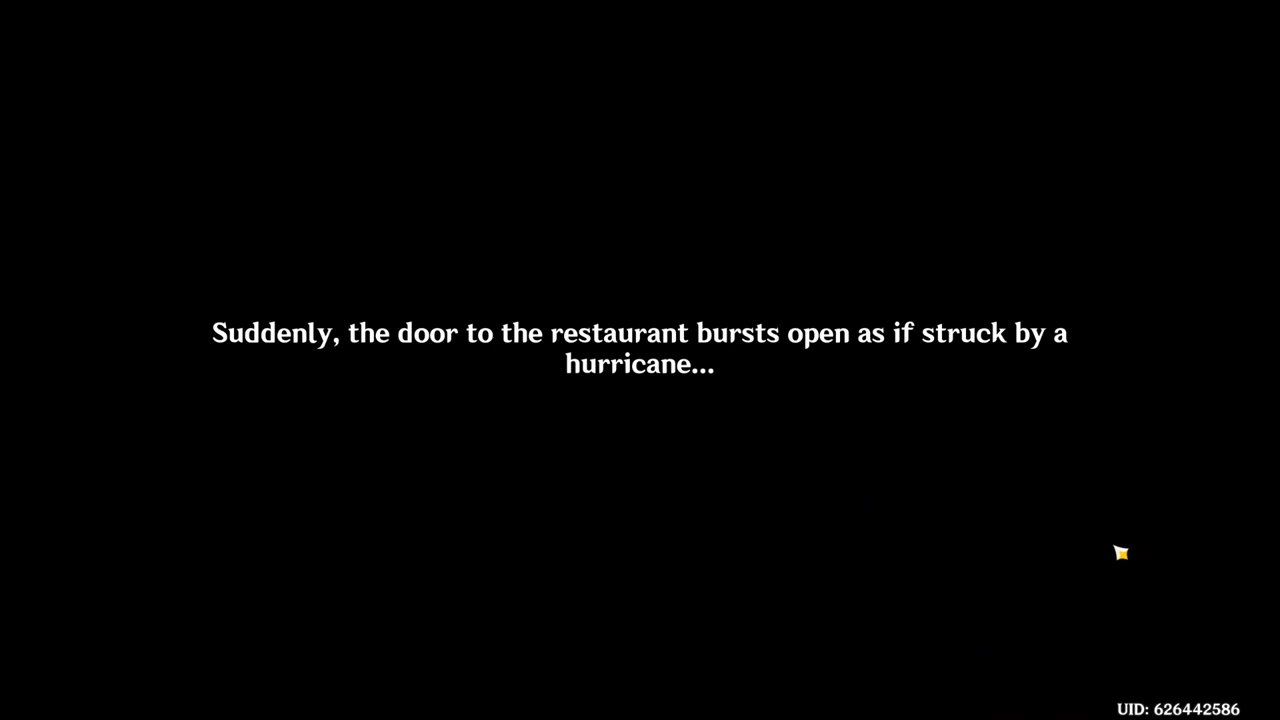 Suddenly, the door to the restaurant bursts open as if struck by a
hurricane...
UID: 626442586